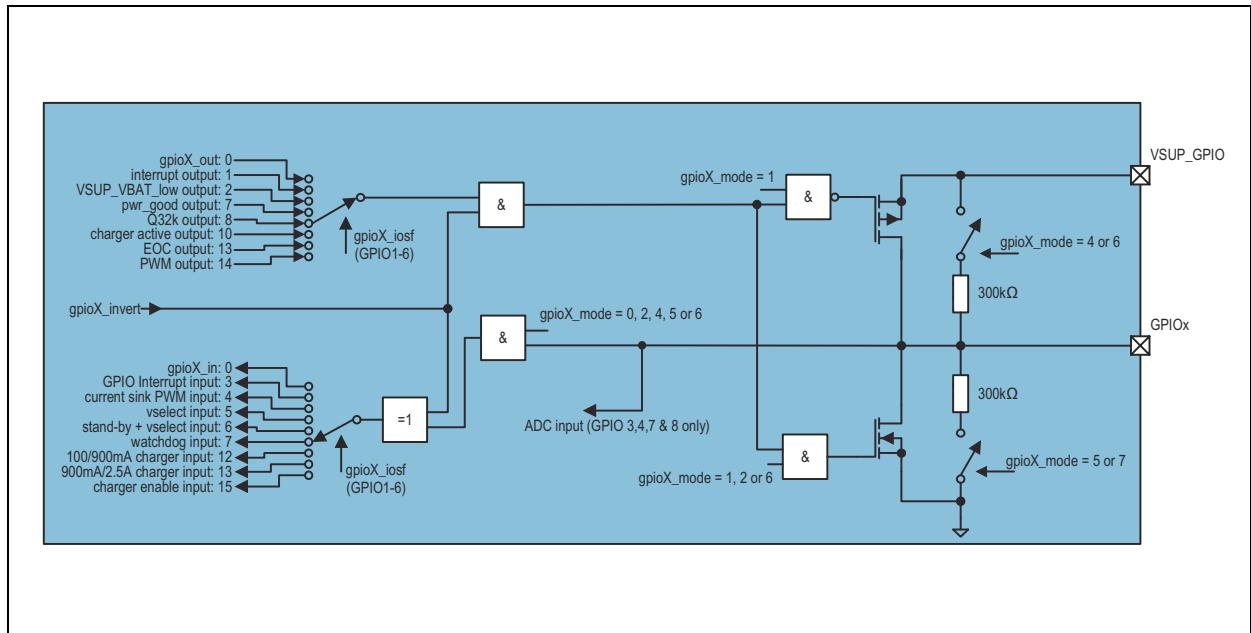 gpioX_out: 0
interrupt output: 1
VSUP_VBAT_low output: 2
pwr_good output: 7
Q32k output: 8
charger active output: 10
EOC output: 13
PWM output: 14
gpioX_iosf
(GPIO1-6)
&
gpioX_mode = 1
&
VSUP_GPIO
gpioX_mode = 4 or 6
300kΩ
gpioX_invert
gpioX_mode = 0, 2, 4, 5 or 6
&
GPIOx
gpioX_in: 0
GPIO Interrupt input: 3
current sink PWM input: 4
vselect input: 5
stand-by + vselect input: 6
watchdog input: 7
100/900mA charger input: 12
900mA/2.5A charger input: 13
charger enable input: 15
gpioX_iosf
(GPIO1-6)
=1
ADC input (GPIO 3,4,7 & 8 only)
300kΩ
&
gpioX_mode = 1, 2 or 6
gpioX_mode = 5 or 7